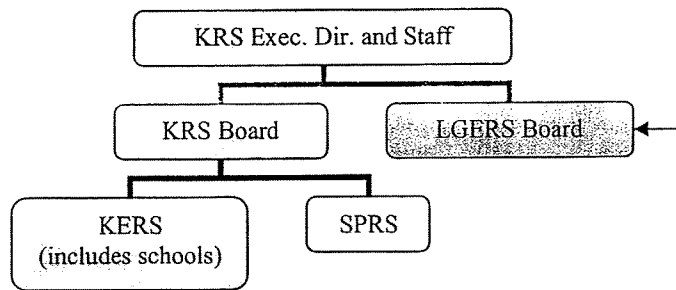 KRS Exec. Dir. and Staff
KRS Board
LGERS Board
KERS
(includes schools)
SPRS